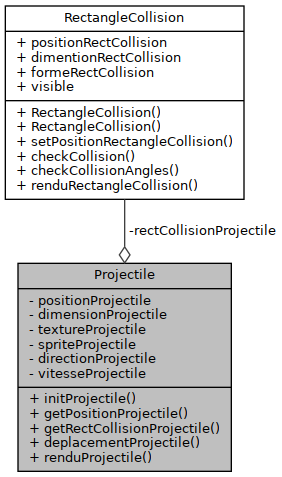 RectangleCollision
+ positionRectCollision
+ dimentionRectCollision
+ formeRectCollision
+ visible
+ RectangleCollision()
+ RectangleCollision()
+ setPositionRectangleCollision()
+ checkCollision()
+ checkCollisionAngles()
+ renduRectangleCollision()
-rectCollisionProjectile
Projectile
- positionProjectile
- dimensionProjectile
- textureProjectile
- spriteProjectile
- directionProjectile
- vitesseProjectile
+ initProjectile()
+ getPositionProjectile()
+ getRectCollisionProjectile()
+ deplacementProjectile()
+ renduProjectile()